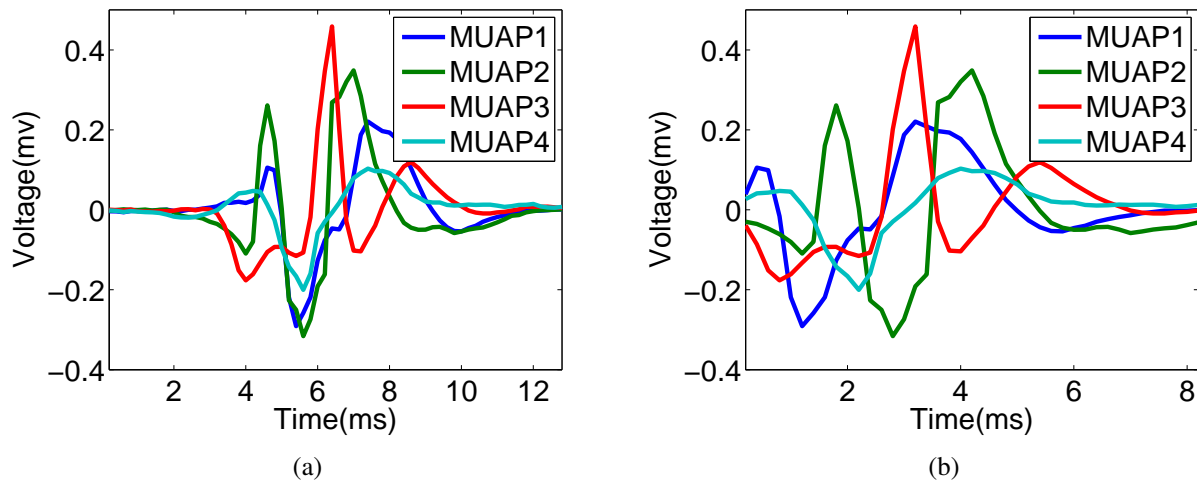 0.4
0.2
0
−0.2
−0.4
Voltage(mv)
2 4 6 8 10 12
Time(ms)
MUAP1
MUAP2
MUAP3
MUAP4
(a)
0.4
0.2
0
−0.2
−0.4
Voltage(mv)
2 4 6 8
Time(ms)
MUAP1
MUAP2
MUAP3
MUAP4
(b)